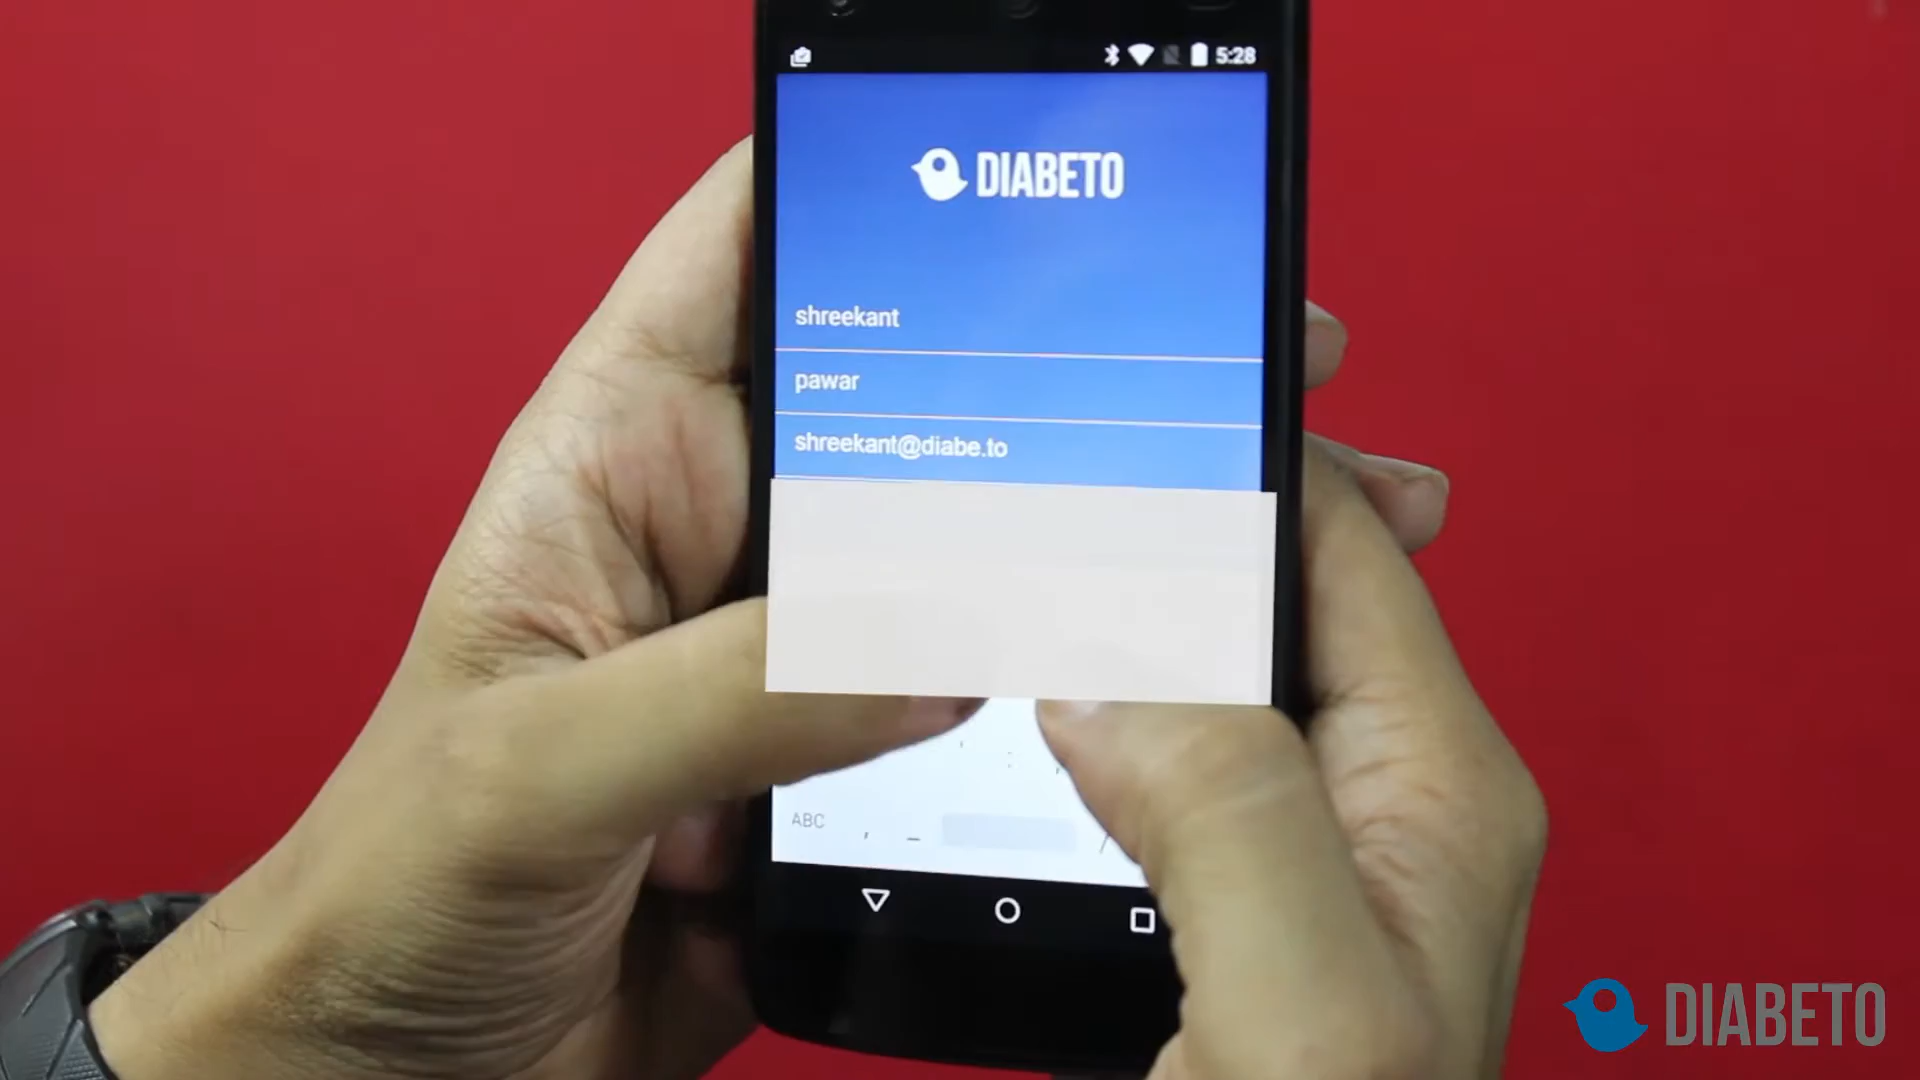 5:28
DIABETO
shreekant
pawar
shreekant@diabe.to
ABC , _ /
DIABETO